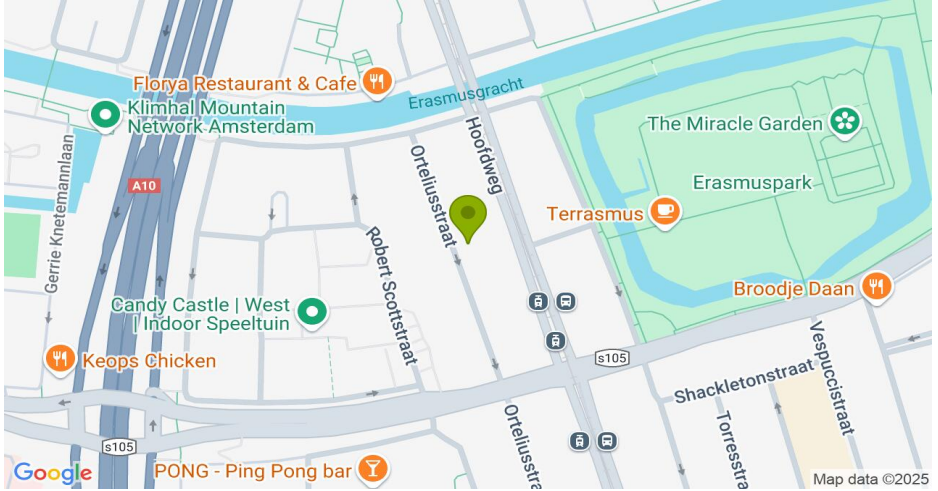 Florya Restaurant & Cafe
Erasmusgracht
Klimhal Mountain
Network Amsterdam
Hoofdweg
The Miracle Garden
A10
Erasmuspark
Gerrie Knetemannlaan
Orteliusstraat
Terrasmus
Robert Scottstraat
Broodje Daan
Candy Castle | West
| Indoor Speeltuin
Keops Chicken
s105
Vespuccistraat
Shackletonstraat
Orteliusstra
Torresstra
s105
PONG - Ping Pong bar
Google
Map data ©2025